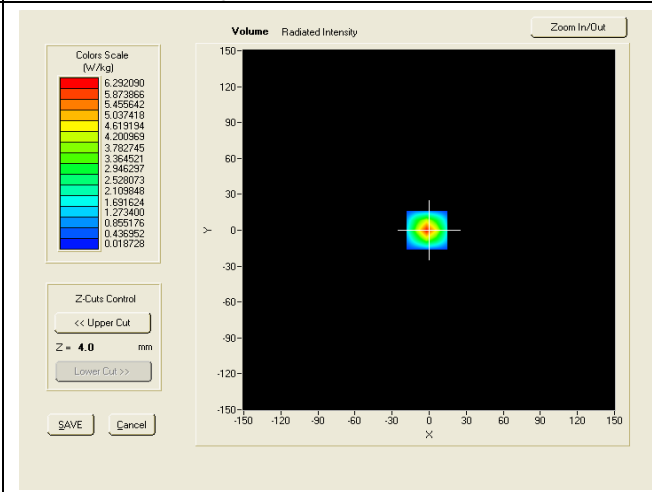 Volume Radiated Intensity
Zoom In/Out
Colors Scale
(W/kg)
6.292090
5.873866
5.455642
5.037418
4.619194
4.200969
3.782745
3.364521
2.946297
2.528073
2.109848
1.691624
1.273400
0.855176
0.436952
0.018728
Z-Cuts Control
<< Upper Cut
Z = 4.0 mm
Lower Cut >>
SAVE Cancel
150
120
90
60
30
0
-30
-60
-90
-120
-150
Y
-150 -120 -90 -60 -30 0 30 60 90 120 150
X